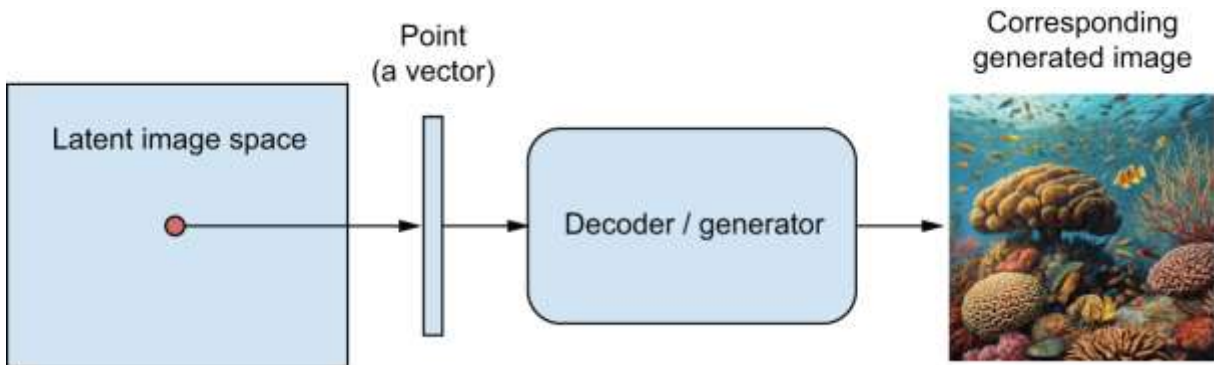 Latent image space
Point
(a vector)
Decoder / generator
Corresponding
generated image